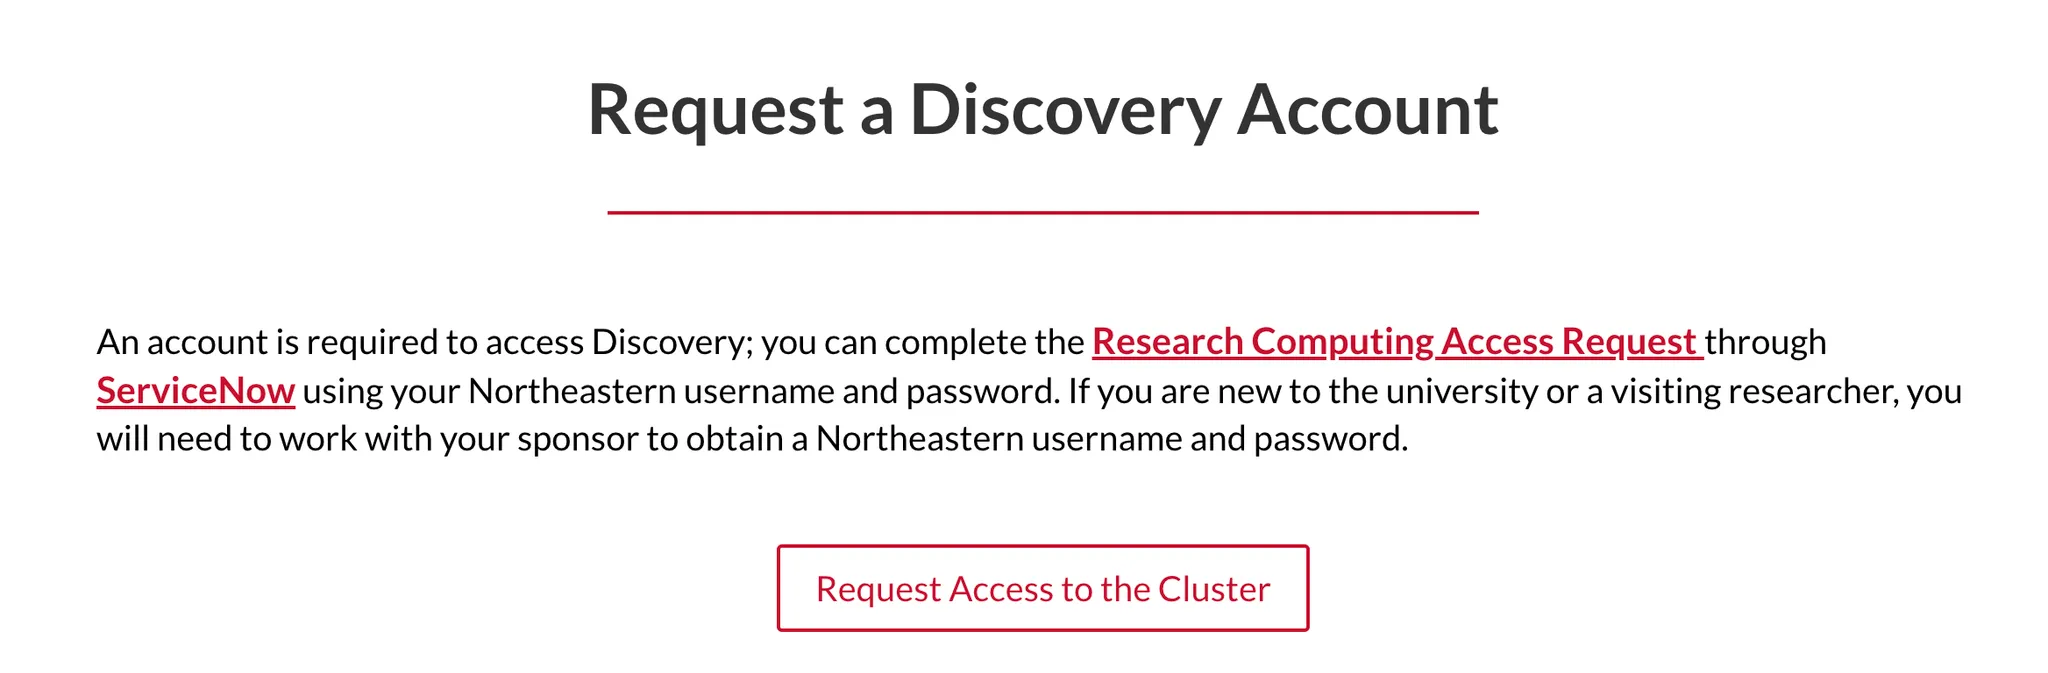 Request a Discovery Account
An account is required to access Discovery; you can complete the Research Computing Access Request through
ServiceNow using your Northeastern username and password. If you are new to the university or a visiting researcher, you
will need to work with your sponsor to obtain a Northeastern username and password.
Request Access to the Cluster